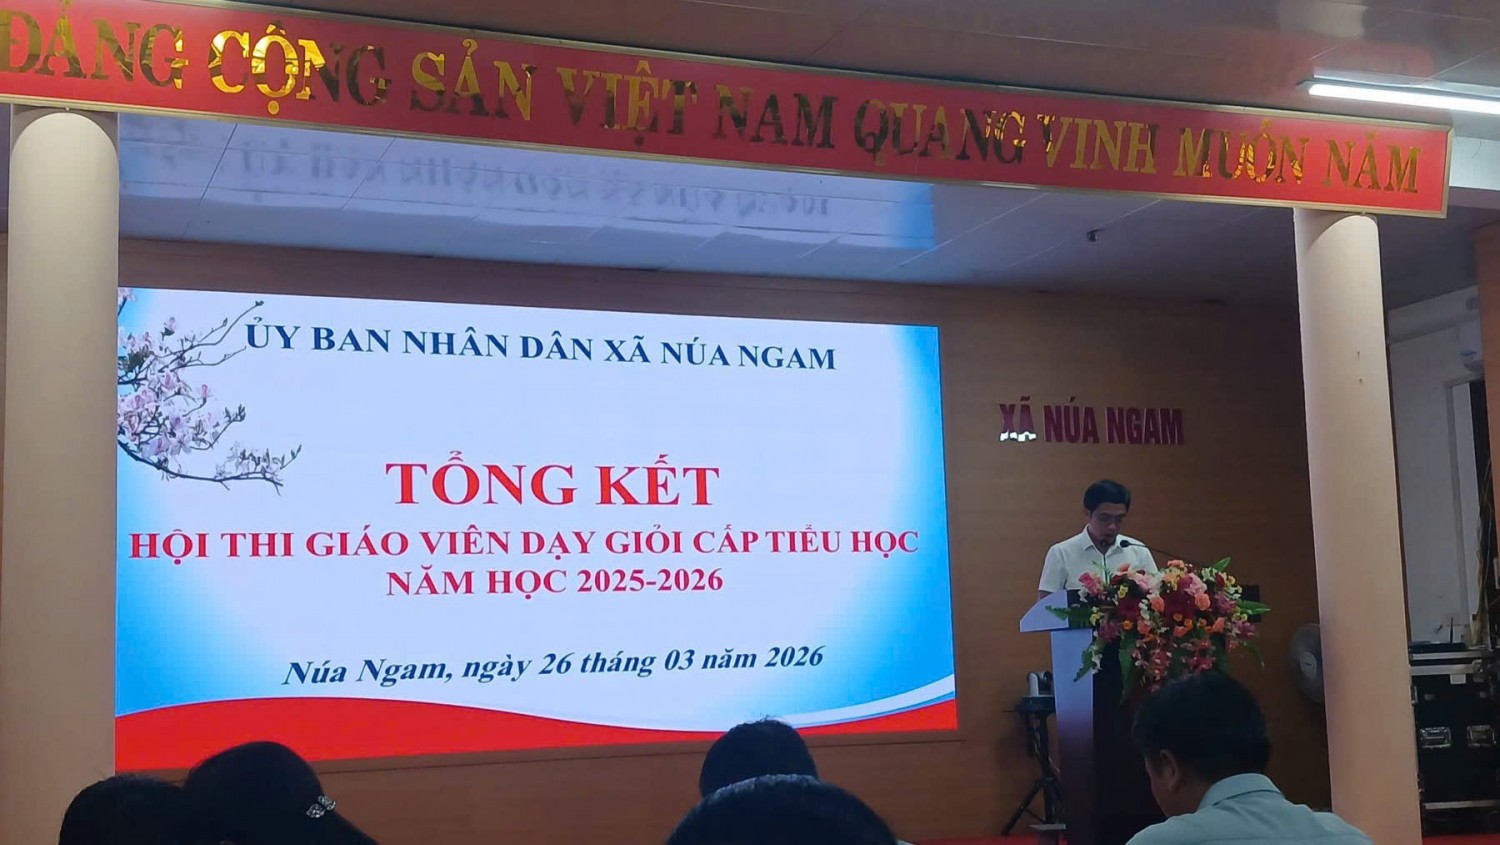 ĐẢNG CỘNG SẢN VIỆT NAM QUANG VINH MUÔN NĂM
ỦY BAN NHÂN DÂN XÃ NÚA NGAM
TỔNG KẾT
HỘI THI GIÁO VIÊN DẠY GIỎI CẤP TIỂU HỌC
NĂM HỌC 2025-2026
Núa Ngam, ngày 26 tháng 03 năm 2026
XÃ NÚA NGAM